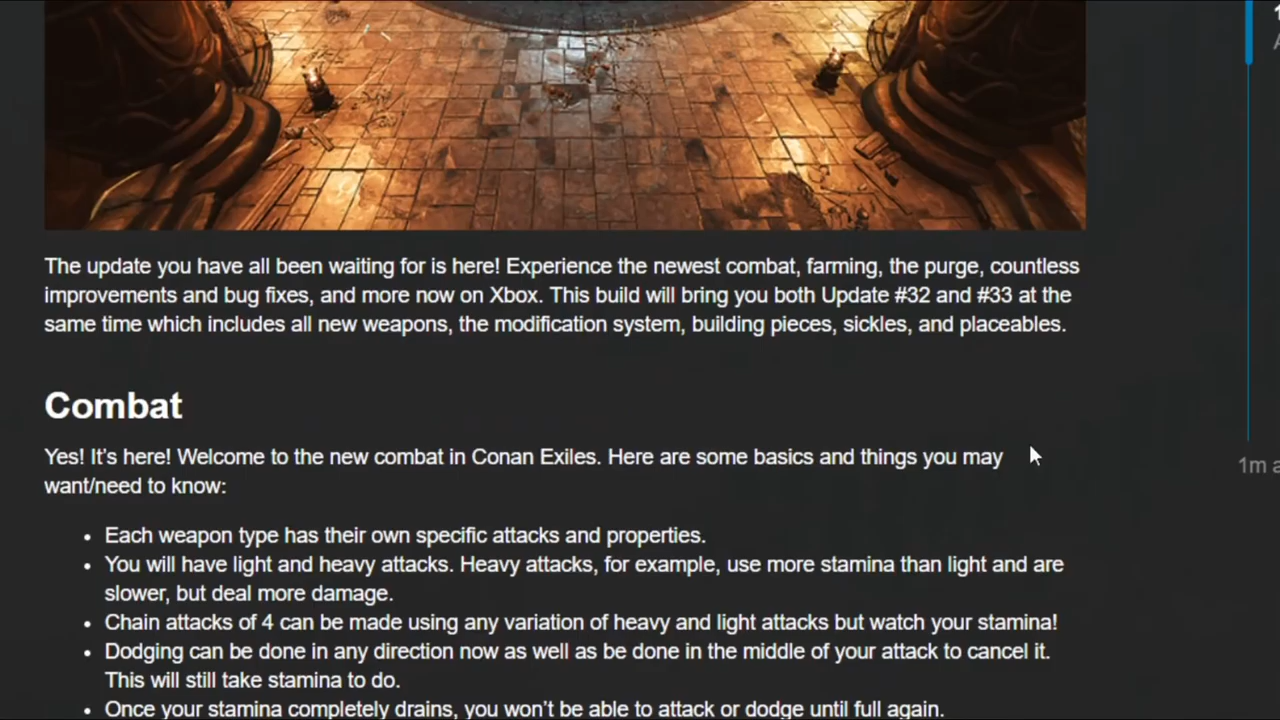 The update you have all been waiting for is here! Experience the newest combat, farming, the purge, countless
improvements and bug fixes, and more now on Xbox. This build will bring you both Update #32 and #33 at the
same time which includes all new weapons, the modification system, building pieces, sickles, and placeables.
Combat
Yes! It’s here! Welcome to the new combat in Conan Exiles. Here are some basics and things you may
want/need to know:
• Each weapon type has their own specific attacks and properties.
• You will have light and heavy attacks. Heavy attacks, for example, use more stamina than light and are
slower, but deal more damage.
• Chain attacks of 4 can be made using any variation of heavy and light attacks but watch your stamina!
• Dodging can be done in any direction now as well as be done in the middle of your attack to cancel it.
This will still take stamina to do.
• Once your stamina completely drains, you won’t be able to attack or dodge until full again.
1m a